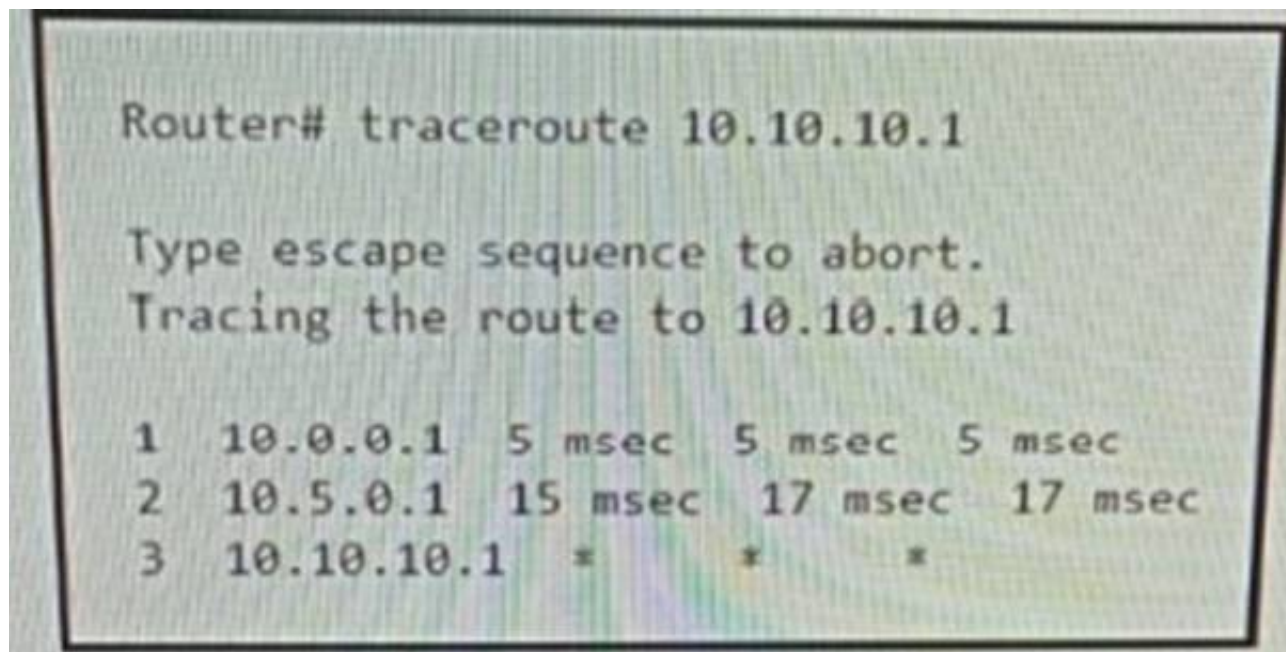 Router# traceroute 10.10.10.1
Type escape sequence to abort.
Tracing the route to 10.10.10.1
1 10.0.0.1 5 msec 5 msec 5 msec
2 10.5.0.1 15 msec 17 msec 17 msec
3 10.10.10.1 * * *